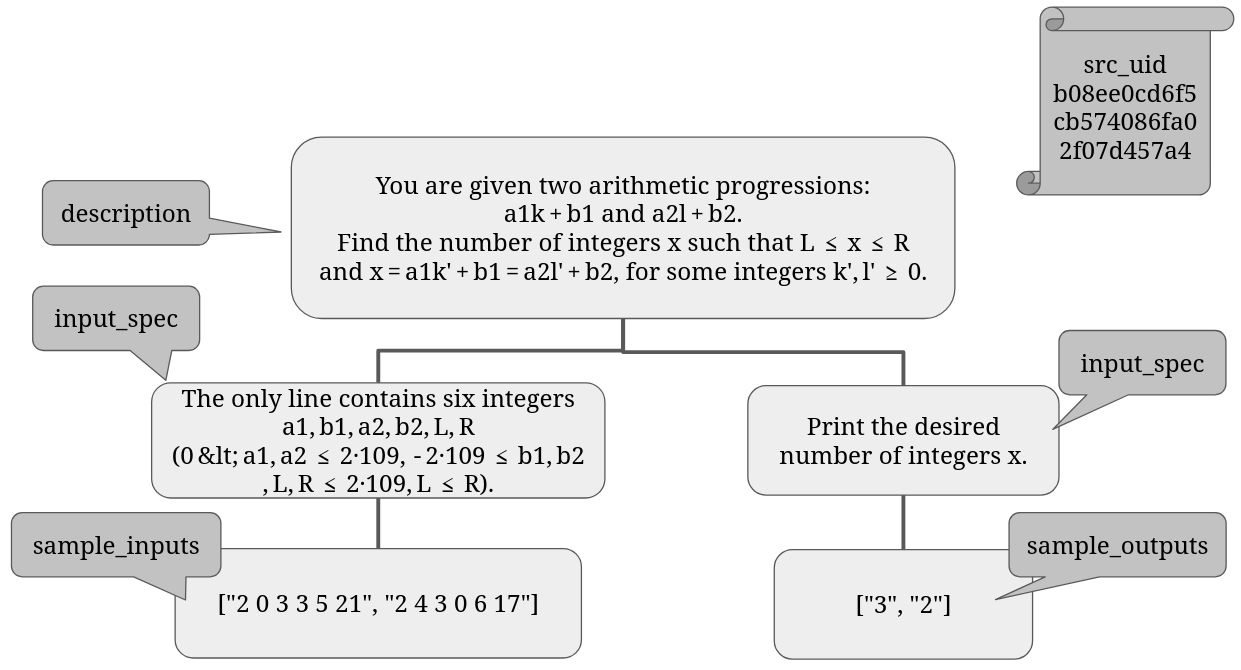 src_uid
b08ee0cd6f5
cb574086fa0
2f07d457a4
description
You are given two arithmetic progressions:
a1k + b1 and a2l + b2.
Find the number of integers x such that L ≤ x ≤ R
and x = a1k' + b1 = a2l' + b2, for some integers k', l' ≥ 0.
input_spec
The only line contains six integers
a1, b1, a2, b2, L, R
(0 &lt; a1, a2 ≤ 2·109, - 2·109 ≤ b1, b2
, L, R ≤ 2·109, L ≤ R).
input_spec
Print the desired
number of integers x.
sample_inputs
["2 0 3 3 5 21", "2 4 3 0 6 17"]
sample_outputs
["3", "2"]